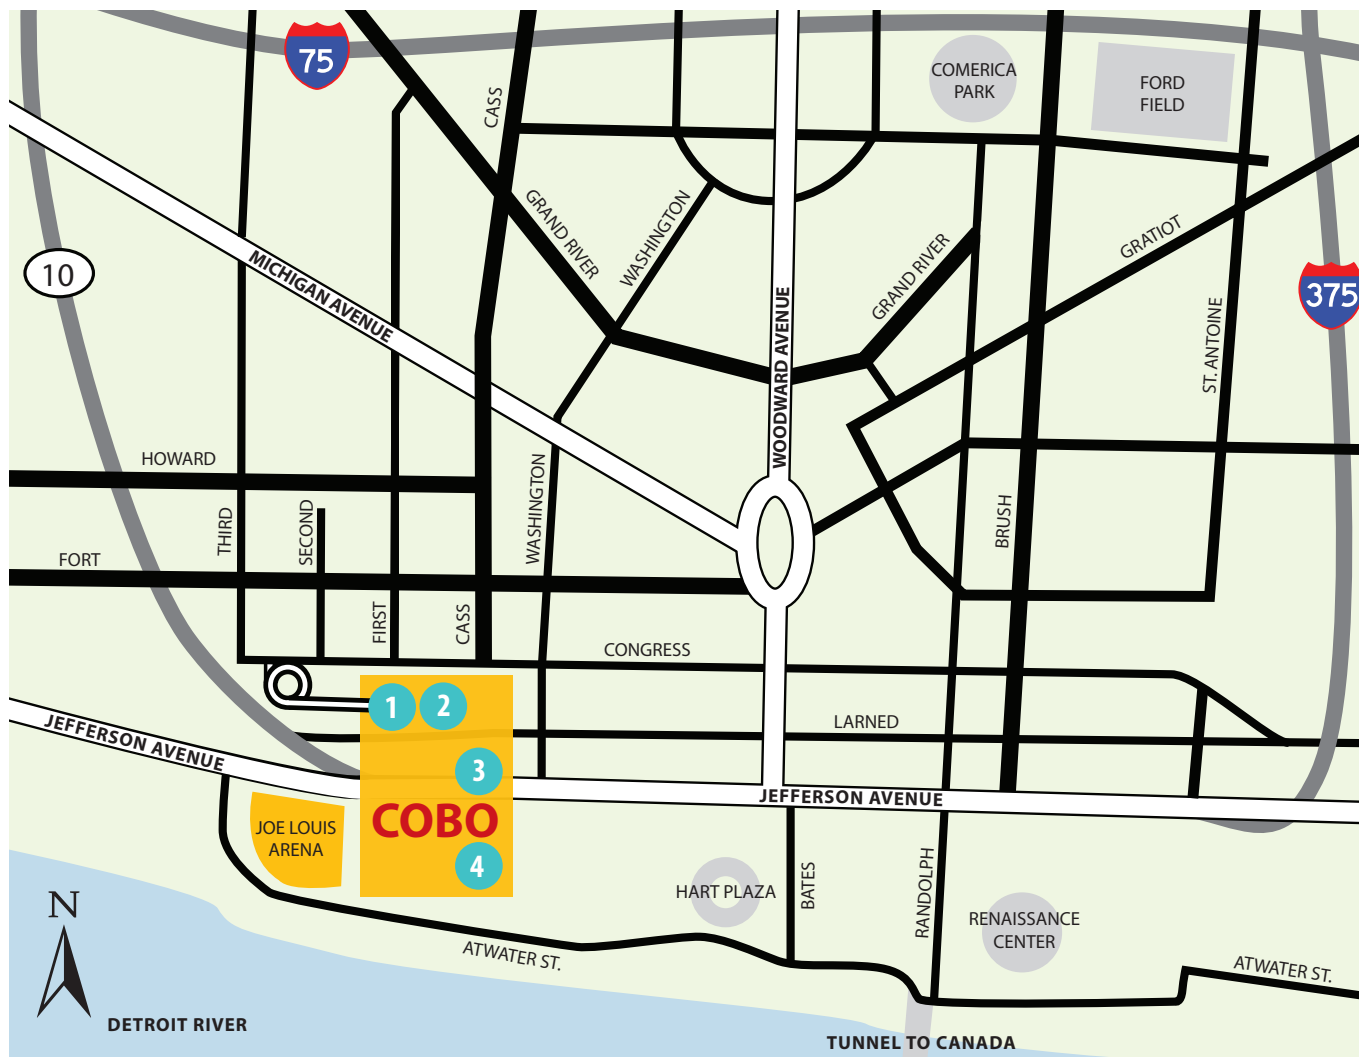 75
CASS
COMERICA
PARK
FORD
FIELD
10
MICHIGAN AVENUE
GRAND RIVER
WASHINGTON
WOODWARD AVENUE
GRAND RIVER
GRATIOT
ST. ANTOINE
375
HOWARD
THIRD
SECOND
WASHINGTON
BRUSH
FORT
FIRST
CASS
CONGRESS
1
2
LARNED
JEFFERSON AVENUE
3
JEFFERSON AVENUE
COBO
JOE LOUIS
ARENA
4
HART PLAZA
BATES
RANDOLPH
RENAISSANCE
CENTER
N
ATWATER ST.
ATWATER ST.
DETROIT RIVER
TUNNEL TO CANADA